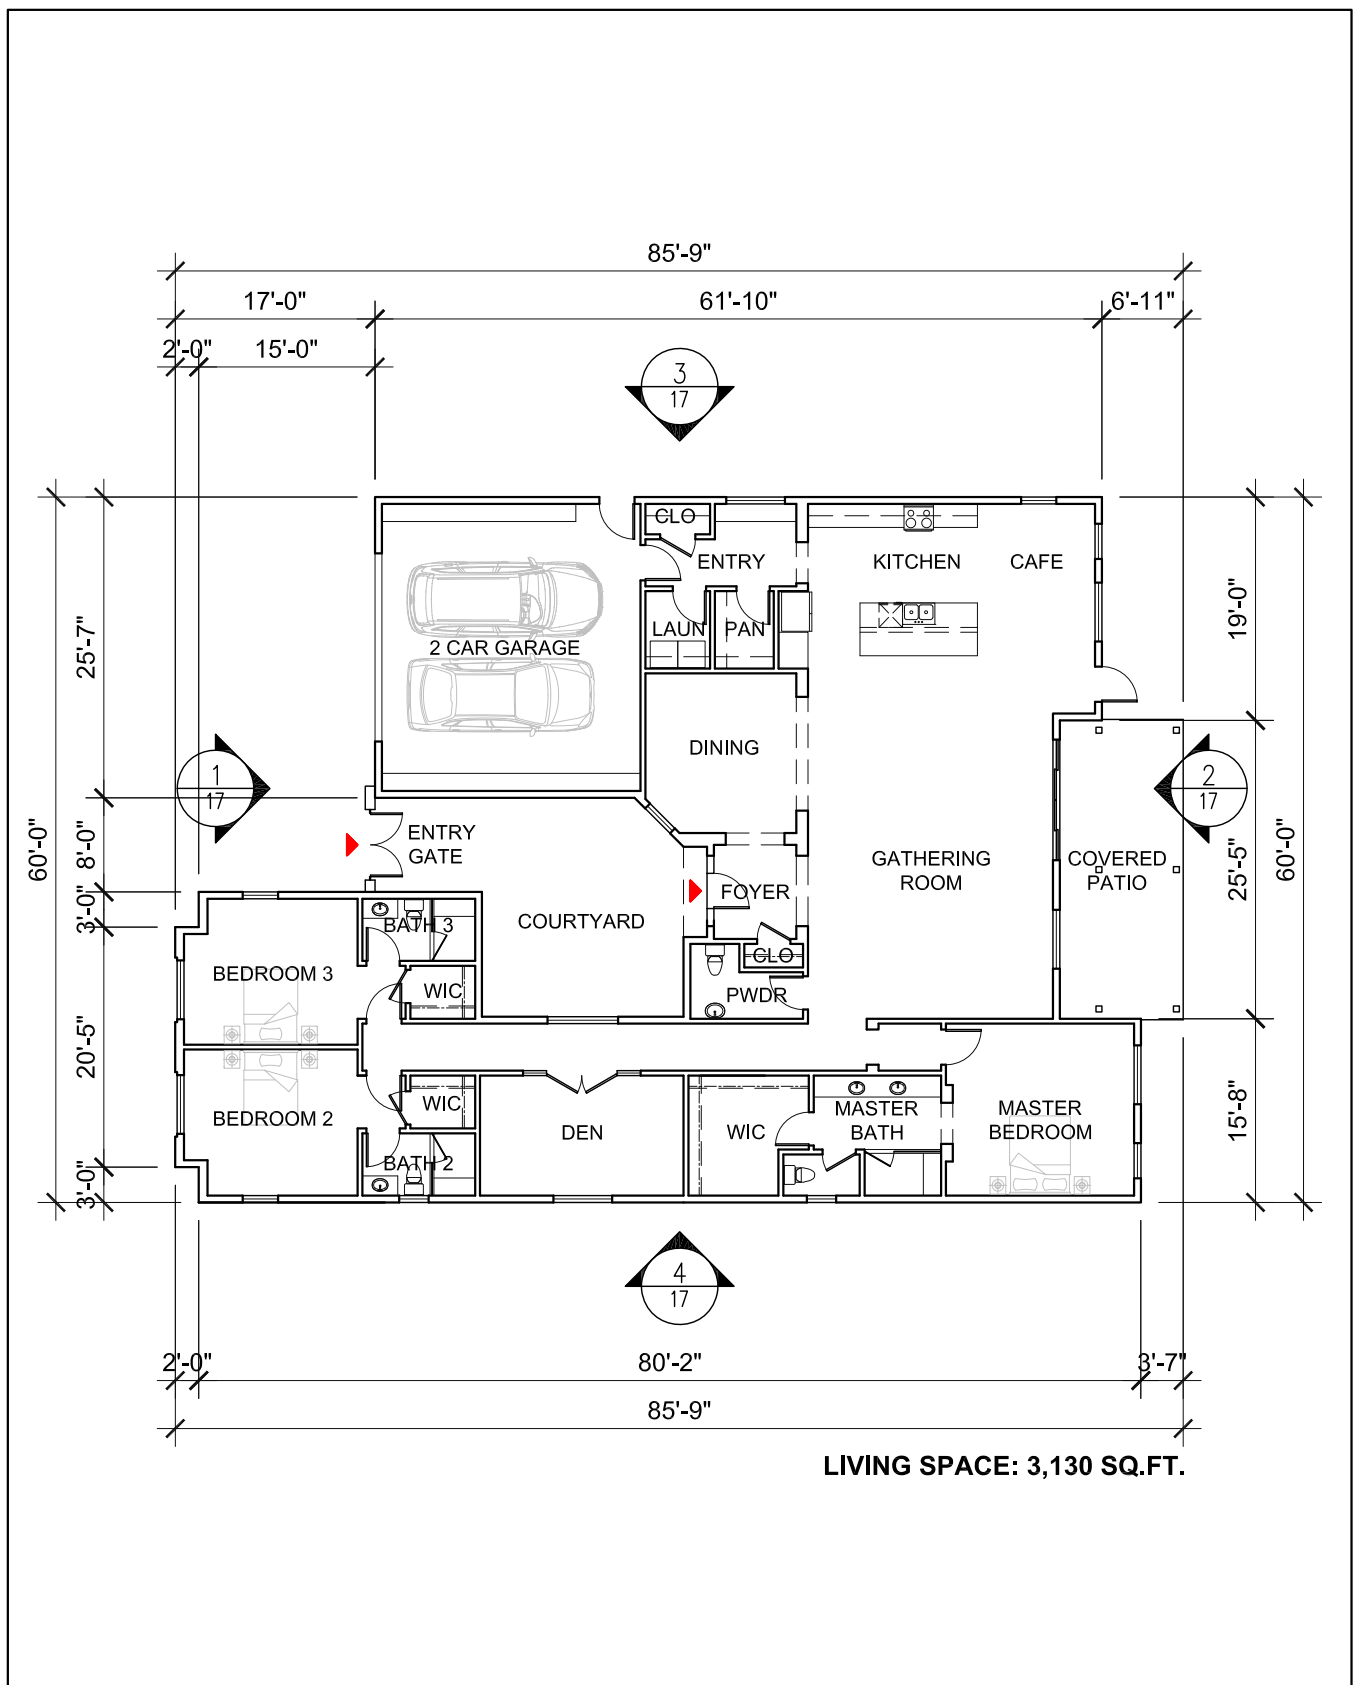 85'-9"
17'-0"
61'-10"
6'-11"
2'-0"
15'-0"
3
17
CLO
ENTRY
KITCHEN
CAFE
LAUN
PAN
2 CAR GARAGE
25'-7"
19'-0"
DINING
1
17
2
17
ENTRY
GATE
8'-0"
60'-0"
GATHERING
ROOM
COVERED
PATIO
25'-5"
60'-0"
FOYER
COURTYARD
BATH 3
3'-0"
CLO
BEDROOM 3
WIC
PWDR
20'-5"
WIC
BEDROOM 2
DEN
WIC
MASTER
BATH
MASTER
BEDROOM
15'-8"
BATH 2
3'-0"
4
17
2'-0"
80'-2"
3'-7"
85'-9"
LIVING SPACE: 3,130 SQ.FT.